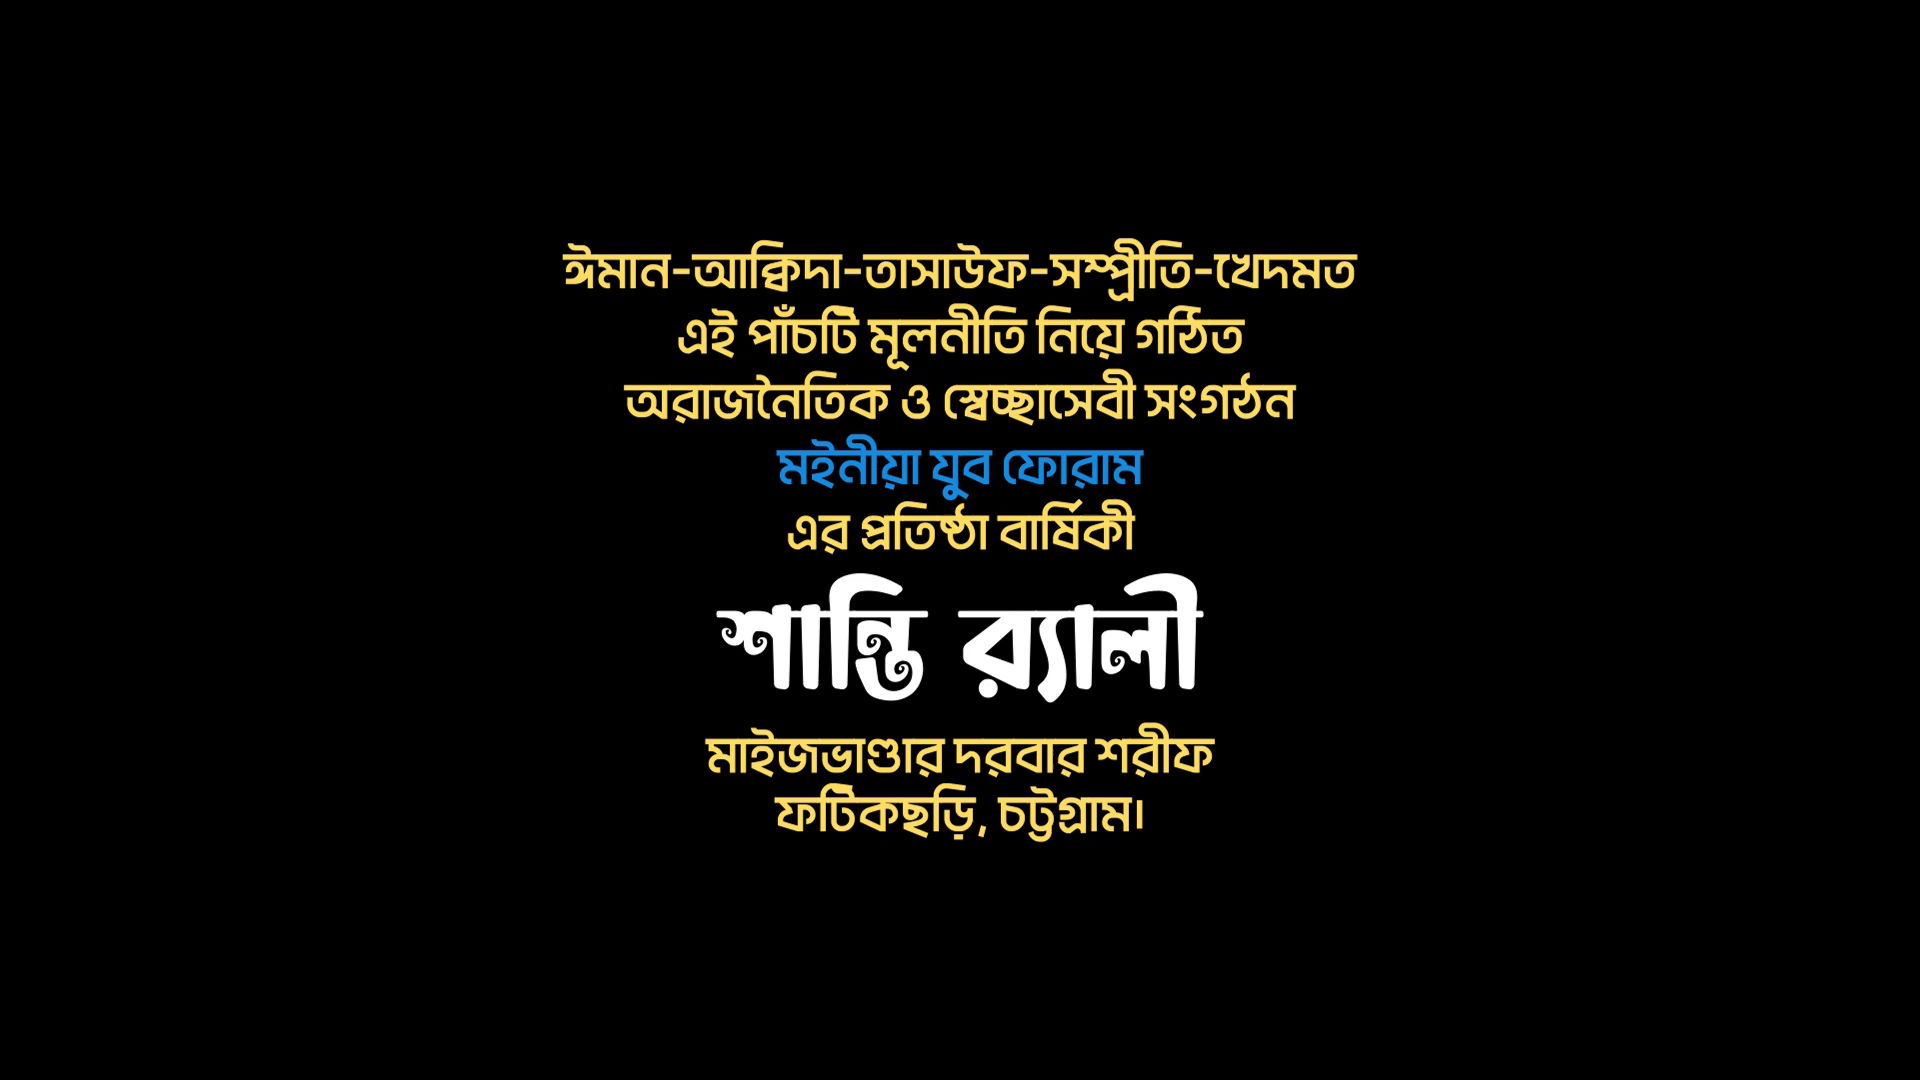 ঈমান-আক্বিদা-তাসাউফ-সম্প্রীতি-খেদমত
এই পাঁচটি মূলনীতি নিয়ে গঠিত
অরাজনৈতিক ও স্বেচ্ছাসেবী সংগঠন
মইনীয়া যুব ফোরাম
এর প্রতিষ্ঠা বার্ষিকী
শান্তি র‍্যালী
মাইজভাণ্ডার দরবার শরীফ
ফটিকছড়ি, চট্টগ্রাম।